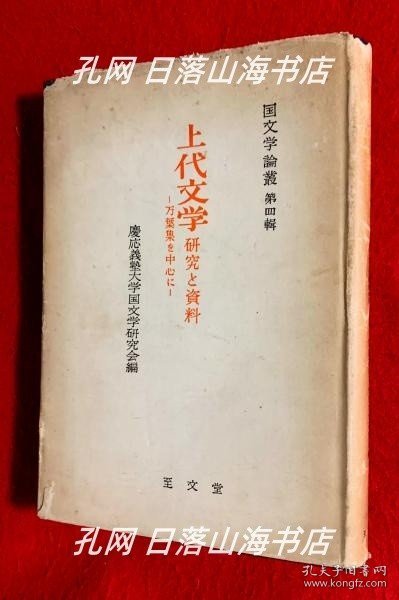 孔网 日落山海书店
国文学論叢 第四輯
上代文学 研究と資料
-万葉集を中心に-
慶応義塾大学国文学研究会編
至文堂
孔网 日落山海书店
孔夫子旧书网
www.kongfz.com